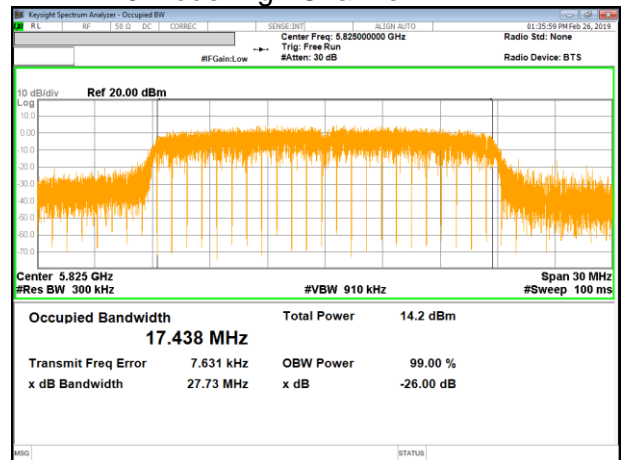 Keysight Spectrum Analyzer - Occupied BW
RL RF 50 Ω DC CORREC SENSE:INT ALIGN AUTO 01:35:59 PM Feb 26, 2019
Center Freq: 5.825000000 GHz Radio Std: None
Trig: Free Run
#IFGain:Low #Atten: 30 dB Radio Device: BTS
10 dB/div Ref 20.00 dBm
Log
10.0
0.00
-10.0
-20.0
-30.0
-40.0
-50.0
-60.0
-70.0
Center 5.825 GHz Span 30 MHz
#Res BW 300 kHz #VBW 910 kHz #Sweep 100 ms
Occupied Bandwidth Total Power 14.2 dBm
17.438 MHz
Transmit Freq Error 7.631 kHz OBW Power 99.00 %
x dB Bandwidth 27.73 MHz x dB -26.00 dB
MSG STATUS